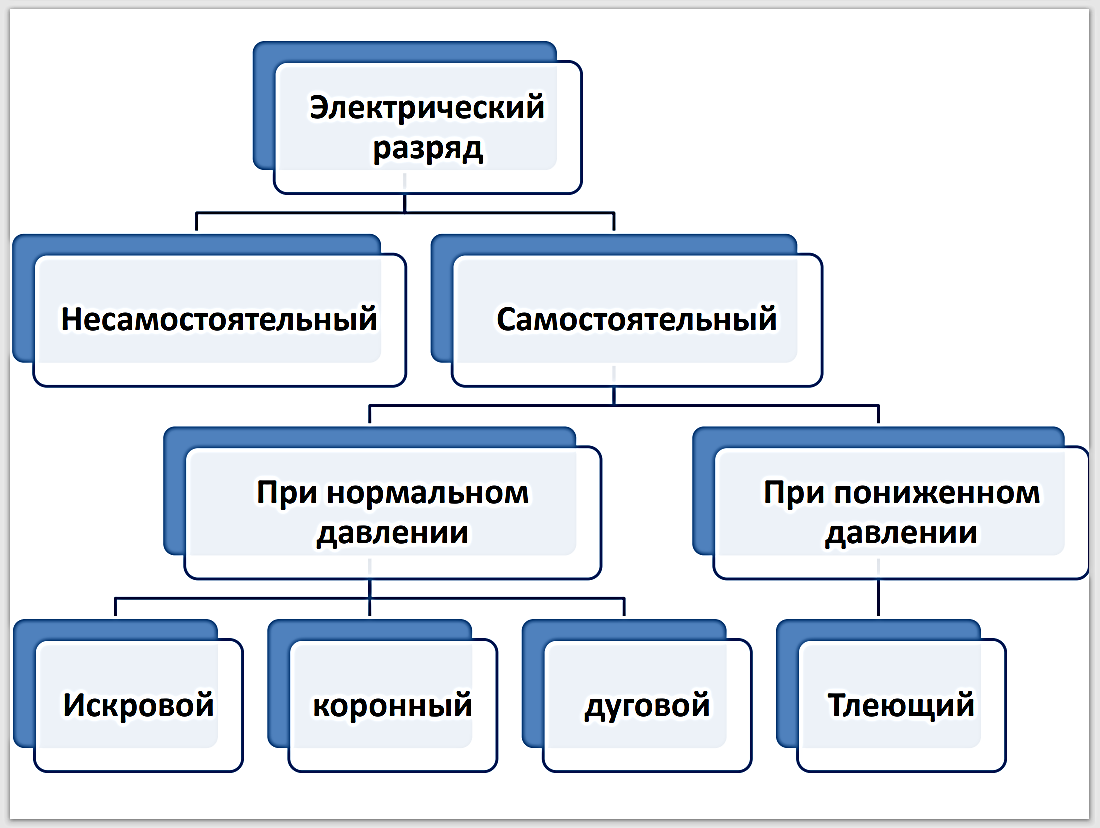 Электрический
разряд
Несамостоятельный
Самостоятельный
При нормальном
давлении
При пониженном
давлении
Искровой
коронный
дуговой
Тлеющий